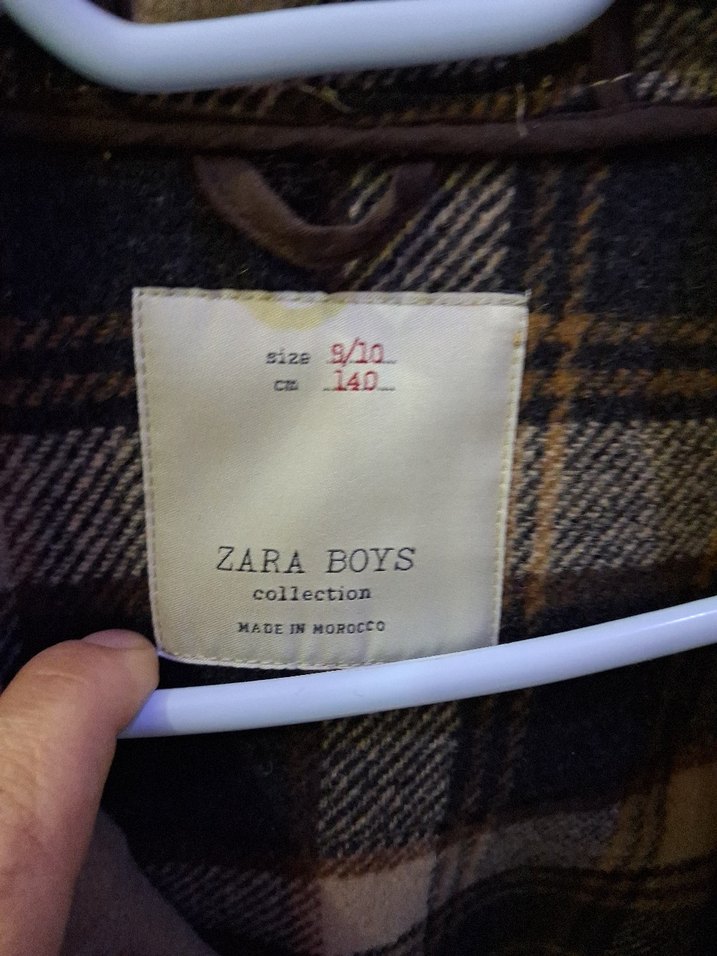 size 9/10
cm 140
ZARA BOYS
collection
MADE IN MOROCCO